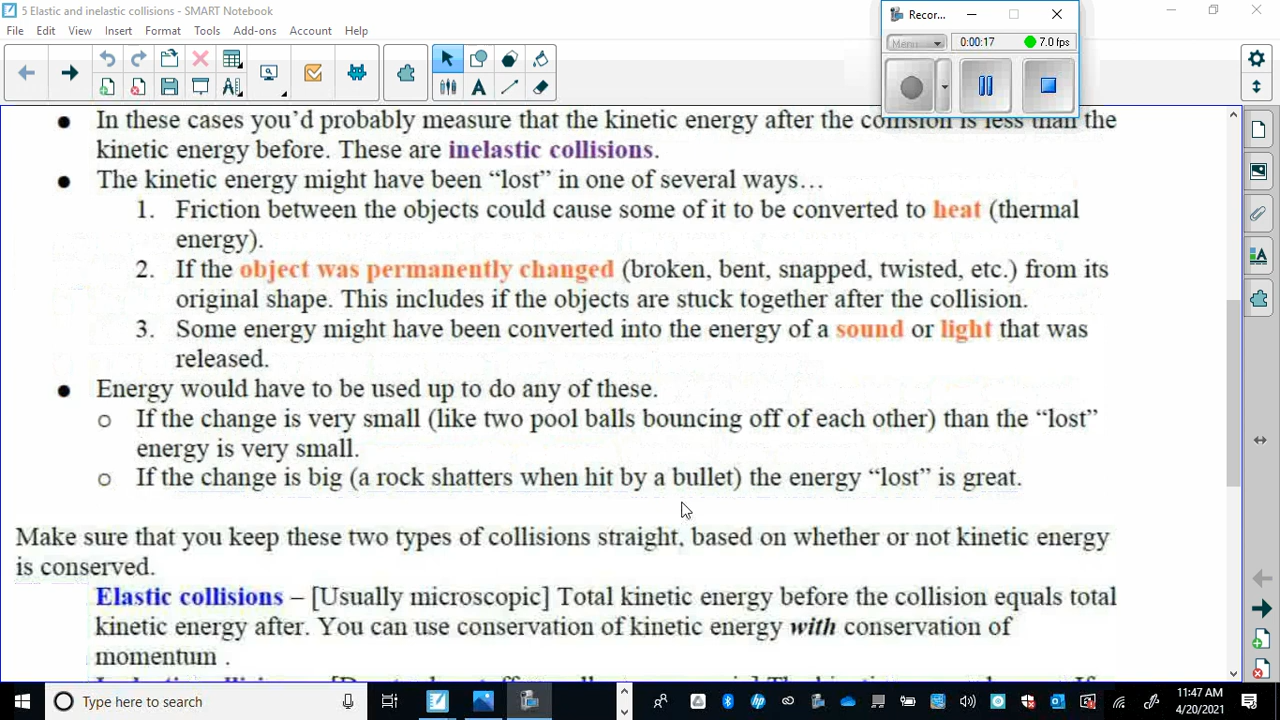 5 Elastic and inelastic collisions - SMART Notebook
File Edit View Insert Format Tools Add-ons Account Help
Recor...
Menu
0:00:17
7.0 fps
In these cases you'd probably measure that the kinetic energy after the collision is less than the
kinetic energy before. These are inelastic collisions.
The kinetic energy might have been “lost” in one of several ways…
1. Friction between the objects could cause some of it to be converted to heat (thermal
energy).
2. If the object was permanently changed (broken, bent, snapped, twisted, etc.) from its
original shape. This includes if the objects are stuck together after the collision.
3. Some energy might have been converted into the energy of a sound or light that was
released.
Energy would have to be used up to do any of these.
o If the change is very small (like two pool balls bouncing off of each other) than the “lost”
energy is very small.
o If the change is big (a rock shatters when hit by a bullet) the energy “lost” is great.
Make sure that you keep these two types of collisions straight, based on whether or not kinetic energy
is conserved.
Elastic collisions – [Usually microscopic] Total kinetic energy before the collision equals total
kinetic energy after. You can use conservation of kinetic energy with conservation of
momentum .
Type here to search
11:47 AM
4/20/2021